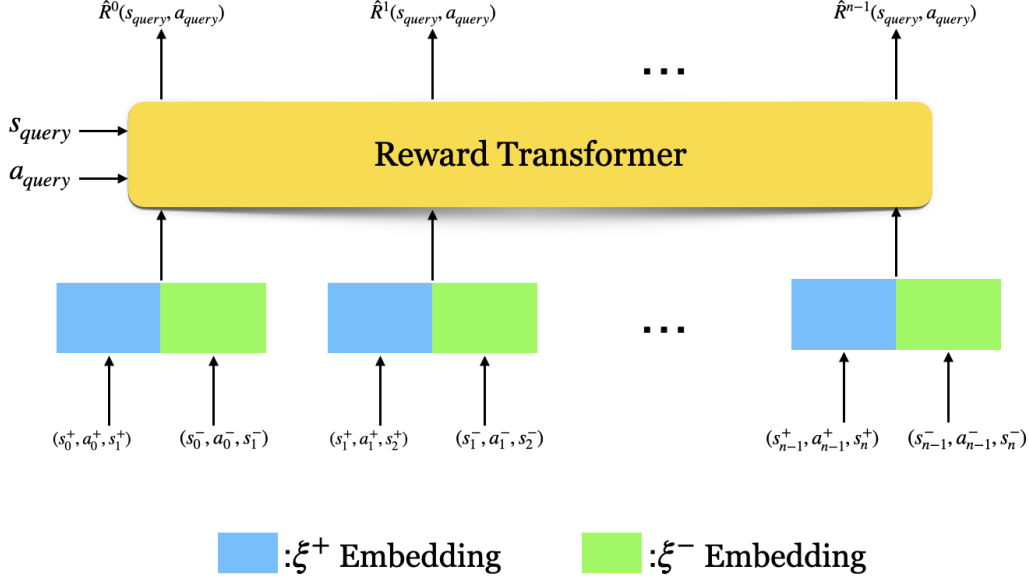 R̂⁰(s_query, a_query) R̂¹(s_query, a_query) R̂ⁿ⁻¹(s_query, a_query)
...
s_query
Reward Transformer
a_query
...
(s₀⁺, a₀⁺, s₁⁺) (s₀⁻, a₀⁻, s₁⁻) (s₁⁺, a₁⁺, s₂⁺) (s₁⁻, a₁⁻, s₂⁻) (sₙ₋₁⁺, aₙ₋₁⁺, sₙ⁺) (sₙ₋₁⁻, aₙ₋₁⁻, sₙ⁻)
:ξ⁺ Embedding :ξ⁻ Embedding